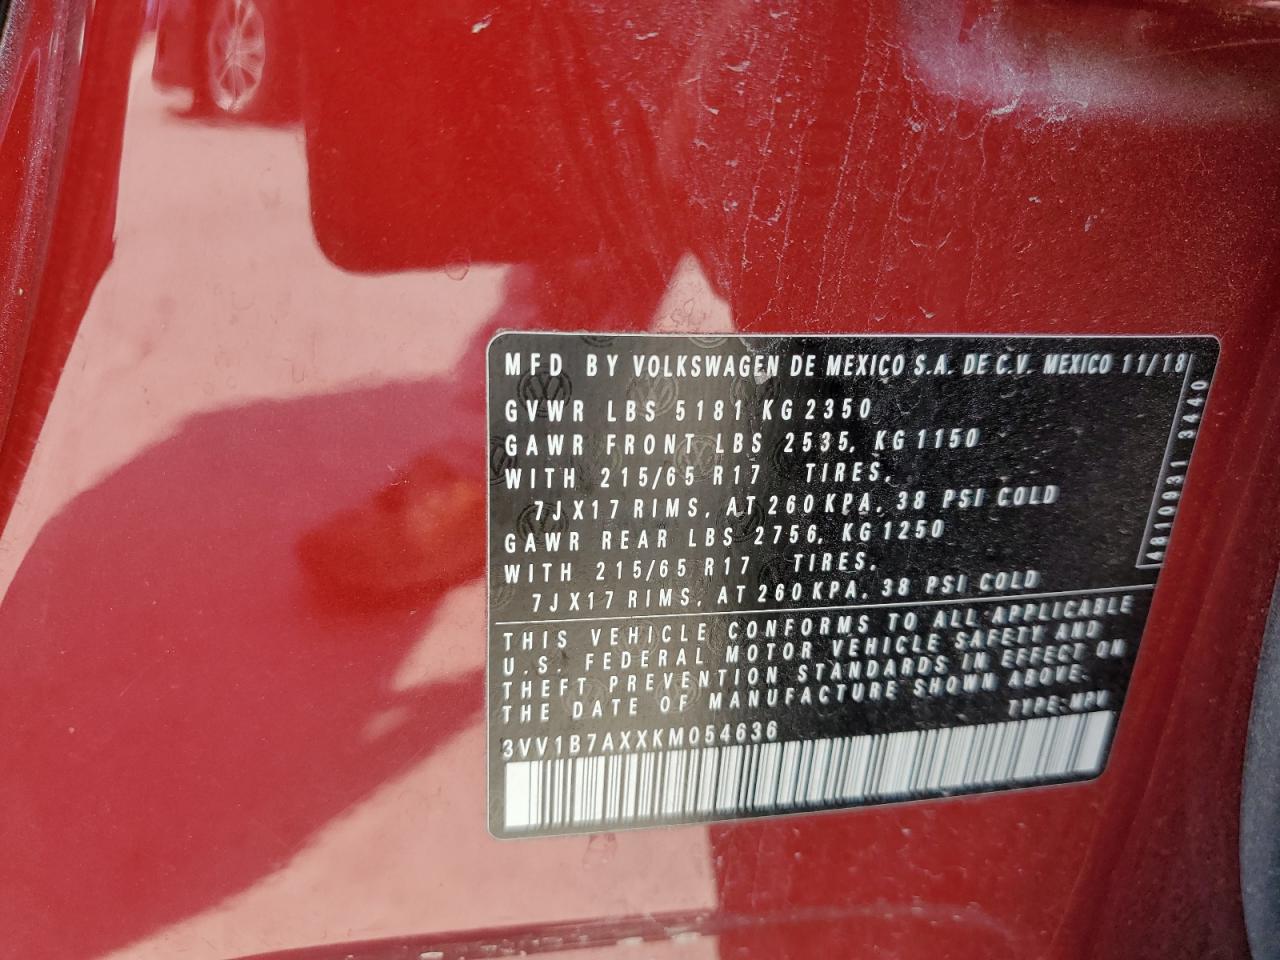 MFD BY VOLKSWAGEN DE MEXICO S.A. DE C.V. MEXICO 11/18
GVWR LBS 5181 KG 2350
GAWR FRONT LBS 2535, KG 1150
WITH 215/65 R17 TIRES,
7JX17 RIMS, AT 260 KPA, 38 PSI COLD
GAWR REAR LBS 2756, KG 1250
WITH 215/65 R17 TIRES,
7JX17 RIMS, AT 260 KPA, 38 PSI COLD
THIS VEHICLE CONFORMS TO ALL APPLICABLE
U.S. FEDERAL MOTOR VEHICLE SAFETY AND
THEFT PREVENTION STANDARDS IN EFFECT ON
THE DATE OF MANUFACTURE SHOWN ABOVE.
TYPE:MPV
3VV1B7AXXKM054636
3440